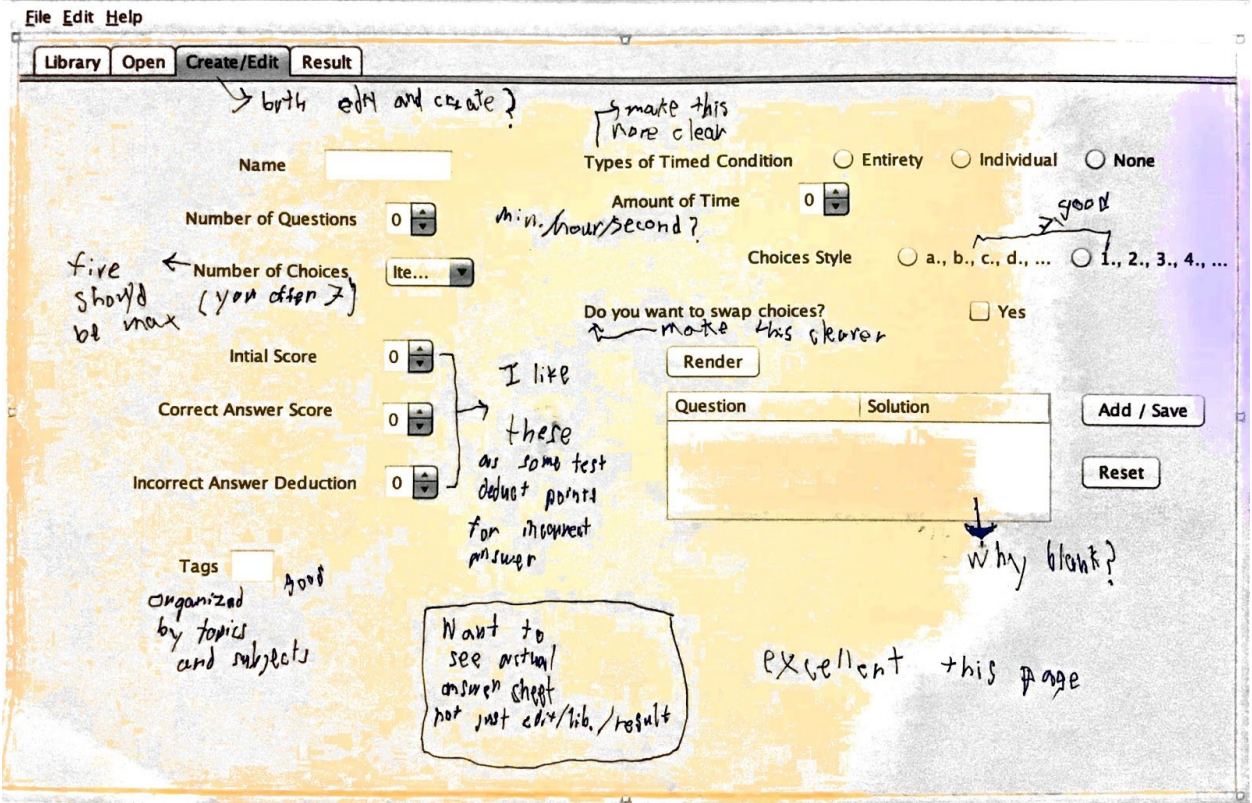 File Edit Help
Library Open Create/Edit Result
both edit and create?
make this
more clear
Name
Types of Timed Condition Entirety Individual None
Amount of Time 0
good
Number of Questions 0
min./hour/second?
Choices Style a., b., c., d., ... 1., 2., 3., 4., ...
five
should
be max
Number of Choices Ite...
(you offer 7)
Do you want to swap choices? Yes
make this clearer
Intial Score 0
Render
I like
these
as some test
deduct points
for incorrect
answer
Correct Answer Score 0
Question Solution
Add / Save
Reset
Incorrect Answer Deduction 0
why blank?
Tags
good
organized
by topics
and subjects
Want to
see actual
answer sheet
not just edit/lib./result
excellent this page